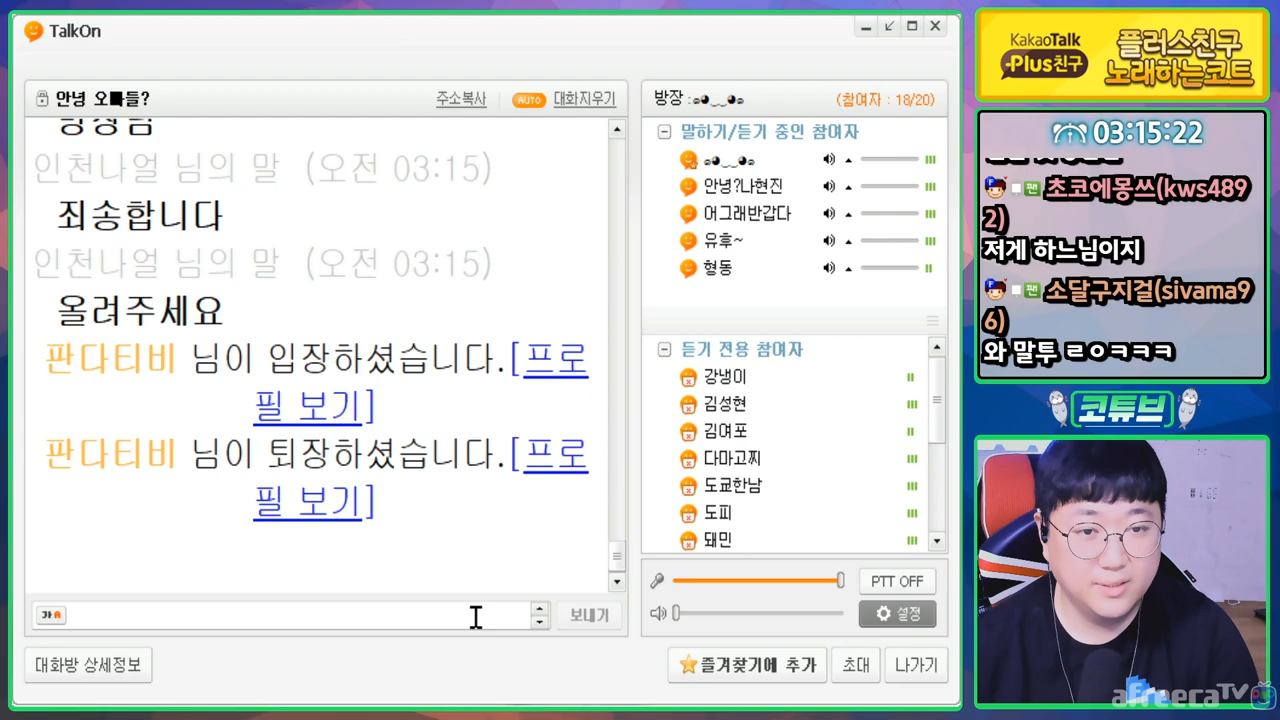 TalkOn
안녕 오빠들?
주소복사
AUTO 대화지우기
방장님
인천나얼 님의 말 (오전 03:15)
죄송합니다
인천나얼 님의 말 (오전 03:15)
올려주세요
판다티비 님이 입장하셨습니다.[프로
필 보기]
판다티비 님이 퇴장하셨습니다.[프로
필 보기]
가
보내기
대화방 상세정보
방장 :๑◕‿‿◕๑
(참여자 : 18/20)
말하기/듣기 중인 참여자
๑◕‿‿◕๑
안녕?나현진
어그래반갑다
유후~
형동
듣기 전용 참여자
강냉이
김성현
김여포
다마고찌
도쿄한남
도피
돼민
PTT OFF
설정
즐겨찾기에 추가
초대
나가기
KakaoTalk
Plus친구
플러스친구
노래하는코트
03:15:22
팬 초코에몽쓰(kws489
2)
저게 하느님이지
팬 소달구지걸(sivama9
6)
와 말투 ㄹㅇㅋㅋㅋ
코튜브
afreecaTV